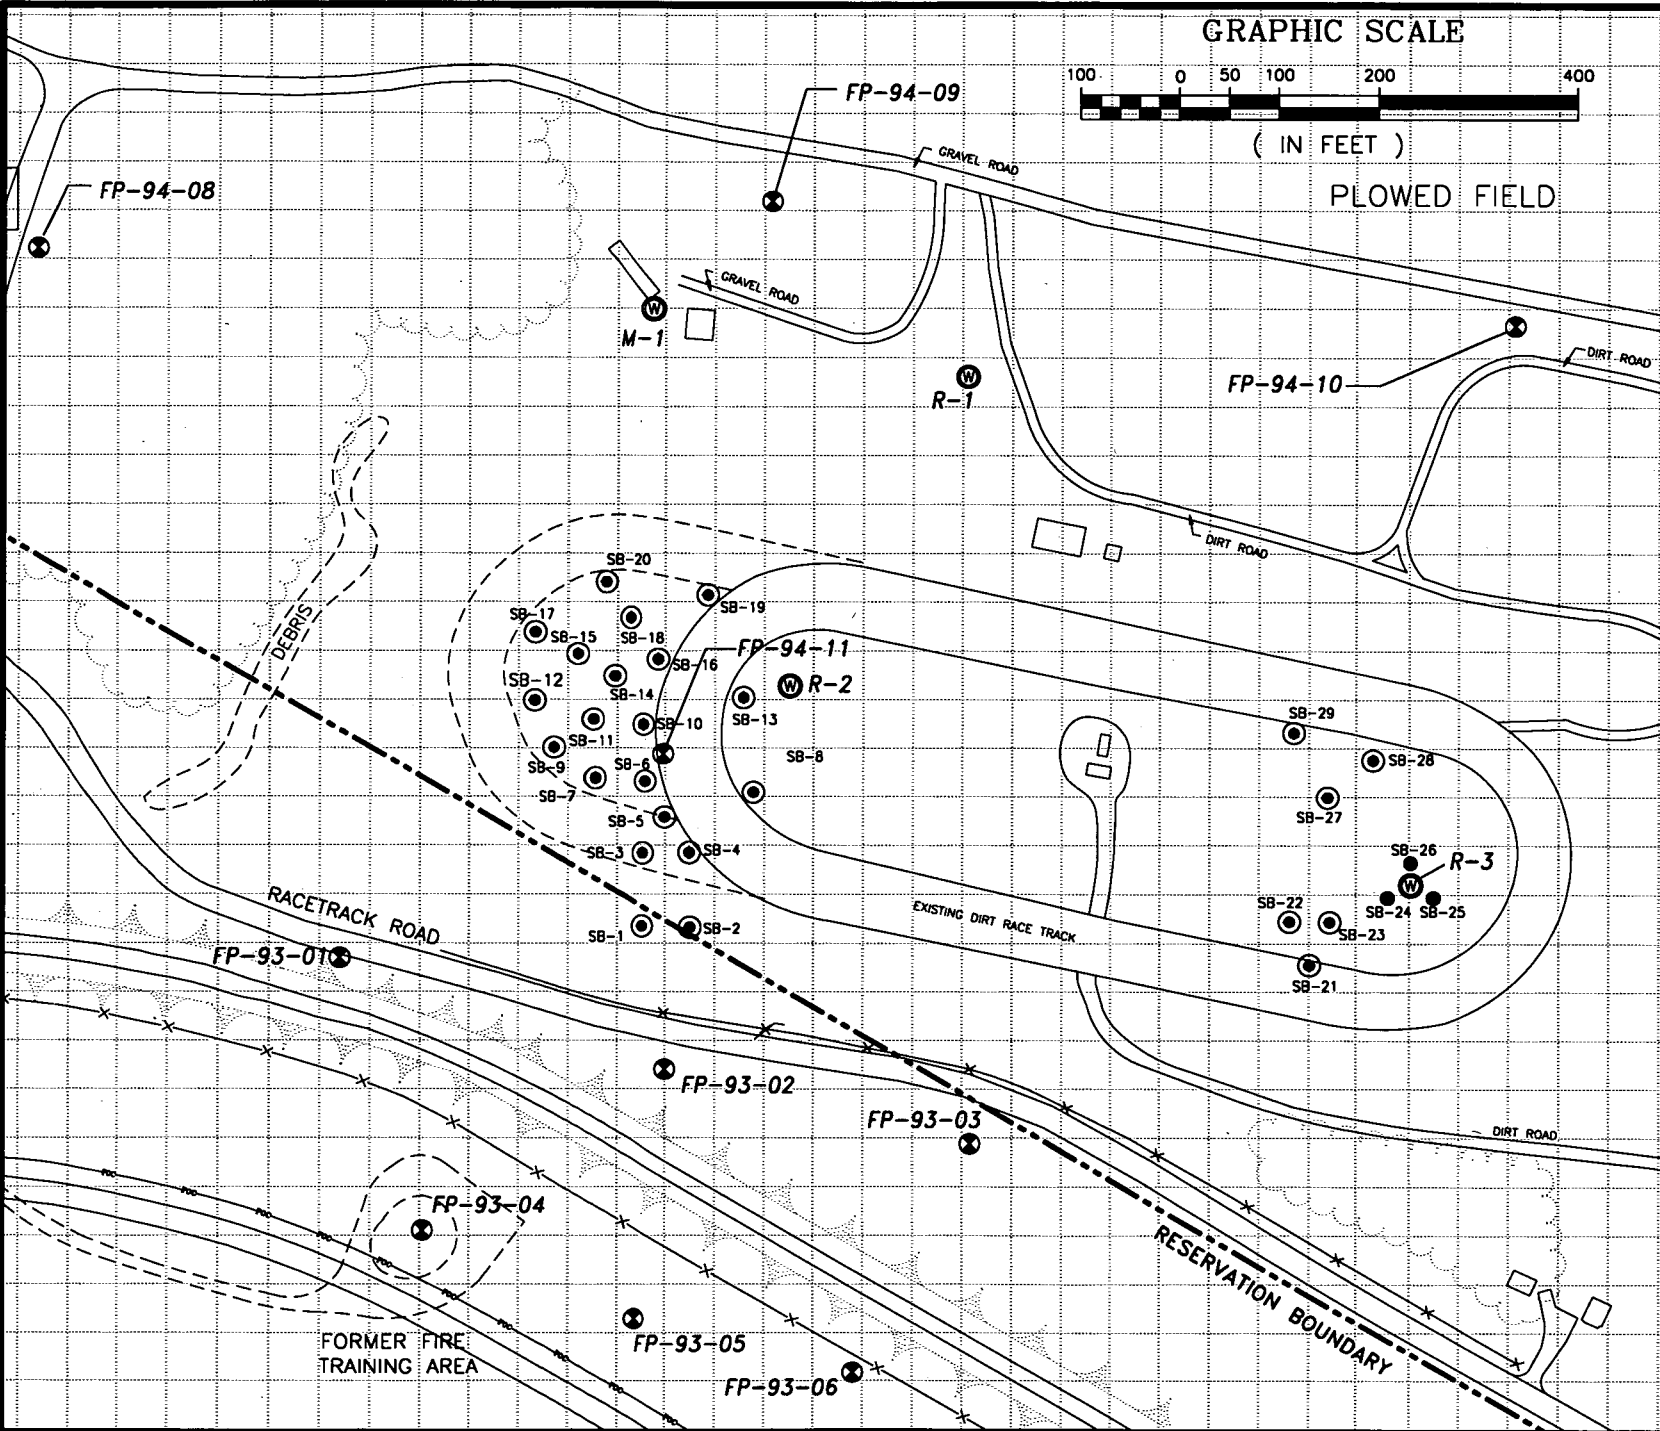 GRAPHIC SCALE
100 0 50 100 200 400
( IN FEET )
PLOWED FIELD
FP-94-09
GRAVEL ROAD
FP-94-08
GRAVEL ROAD
M-1
R-1
FP-94-10
DIRT ROAD
DIRT ROAD
SB-20
SB-19
SB-17
SB-15
SB-18
FP-94-11
SB-16
DEBRIS
SB-12
SB-14
R-2
SB-13
SB-10
SB-11
SB-29
SB-8
SB-9
SB-6
SB-28
SB-7
SB-5
SB-27
SB-3
SB-4
SB-26
R-3
RACETRACK ROAD
EXISTING DIRT RACE TRACK
SB-22
SB-24
SB-25
SB-1
SB-2
SB-23
FP-93-01
SB-21
FP-93-02
FP-93-03
DIRT ROAD
FP-93-04
RESERVATION BOUNDARY
FORMER FIRE
TRAINING AREA
FP-93-05
FP-93-06